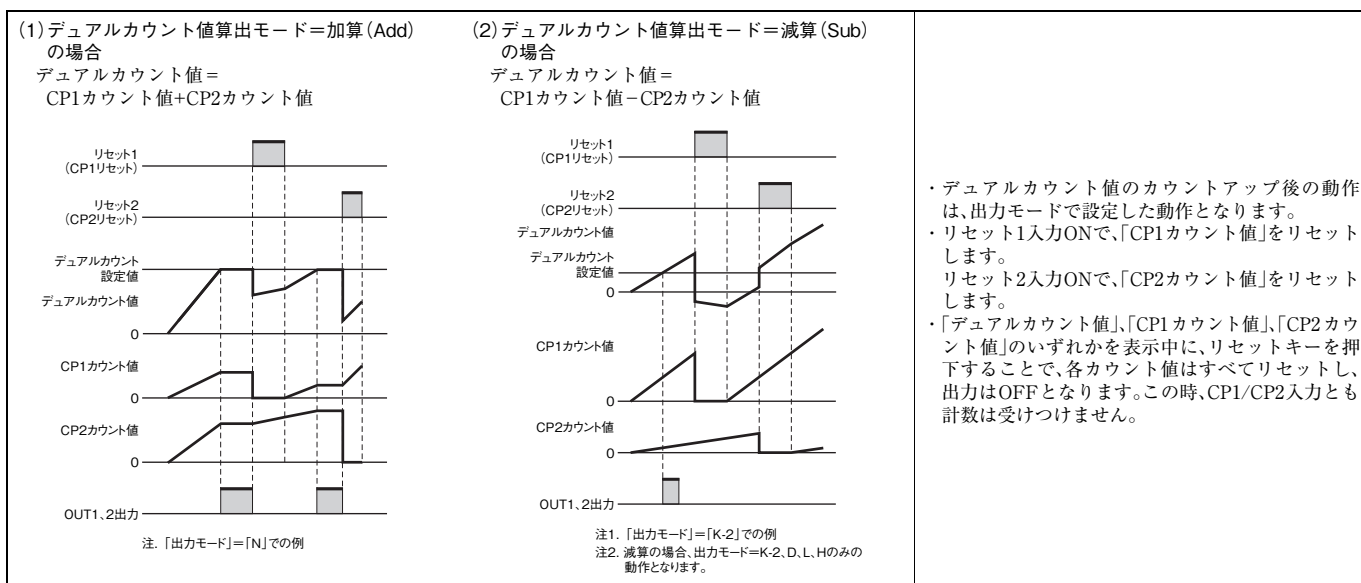 (1)デュアルカウント値算出モード＝加算(Add)
の場合
デュアルカウント値＝
CP1カウント値+CP2カウント値
リセット1
(CP1リセット)
リセット2
(CP2リセット)
デュアルカウント
設定値
デュアルカウント値
0
CP1カウント値
0
CP2カウント値
0
OUT1、2出力
注. 「出力モード」＝「N」での例
(2)デュアルカウント値算出モード＝減算(Sub)
の場合
デュアルカウント値＝
CP1カウント値－CP2カウント値
リセット1
(CP1リセット)
リセット2
(CP2リセット)
デュアルカウント値
デュアルカウント
設定値
0
CP1カウント値
0
CP2カウント値
0
OUT1、2出力
注1. 「出力モード」＝「K-2」での例
注2. 減算の場合、出力モード＝K-2、D、L、Hのみの
動作となります。
・デュアルカウント値のカウントアップ後の動作
は、出力モードで設定した動作となります。
・リセット1入力ONで、「CP1カウント値」をリセット
します。
リセット2入力ONで、「CP2カウント値」をリセット
します。
・「デュアルカウント値」、「CP1カウント値」、「CP2カウ
ント値」のいずれかを表示中に、リセットキーを押
下することで、各カウント値はすべてリセットし、
出力はOFFとなります。この時、CP1/CP2入力とも
計数は受けつけません。